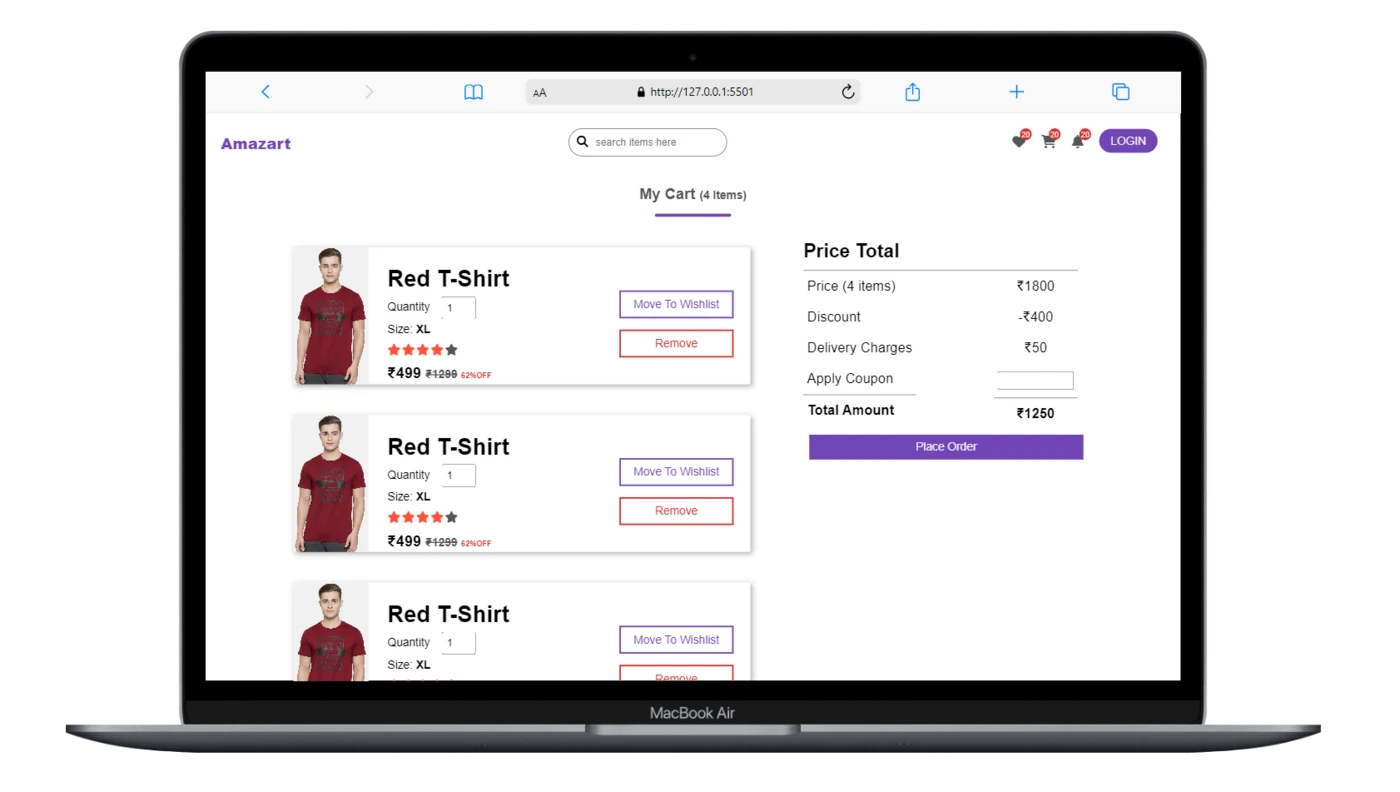 AA http://127.0.0.1:5501
Amazart
search items here
20 20 20 LOGIN
My Cart (4 Items)
Red T-Shirt
Quantity 1
Size: XL
₹499 ₹1299 62%OFF
Move To Wishlist
Remove
Red T-Shirt
Quantity 1
Size: XL
₹499 ₹1299 62%OFF
Move To Wishlist
Remove
Red T-Shirt
Quantity 1
Size: XL
Move To Wishlist
Remove
Price Total
Price (4 items) ₹1800
Discount -₹400
Delivery Charges ₹50
Apply Coupon
Total Amount ₹1250
Place Order
MacBook Air